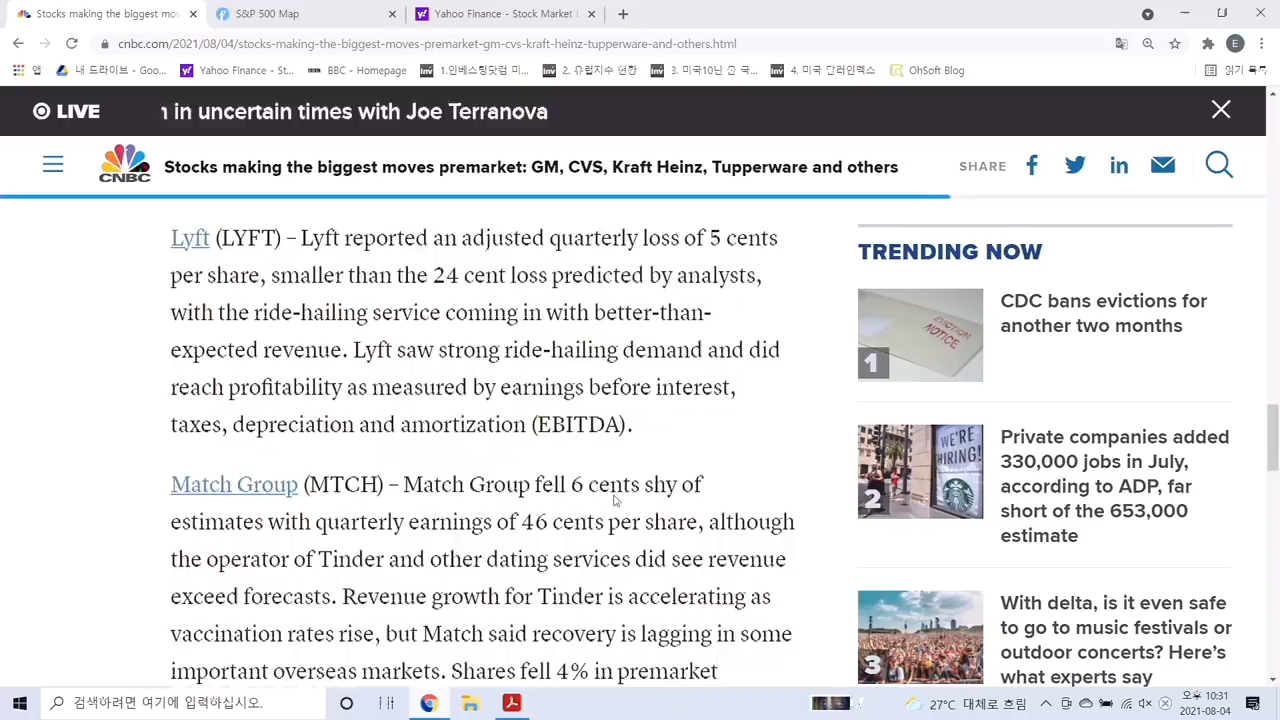 Stocks making the biggest mov
S&P 500 Map
Yahoo Finance - Stock Market
cnbc.com/2021/08/04/stocks-making-the-biggest-moves-premarket-gm-cvs-kraft-heinz-tupperware-and-others.html
E
앱
내 드라이브 - Goo...
Yahoo Finance - St...
BBC - Homepage
1.인베스팅닷컴 미...
2. 유럽지수 현황
3. 미국10년 문 국...
4. 미국 달러인덱스
OhSoft Blog
읽기 목록
LIVE
in uncertain times with Joe Terranova
CNBC
Stocks making the biggest moves premarket: GM, CVS, Kraft Heinz, Tupperware and others
SHARE
Lyft (LYFT) – Lyft reported an adjusted quarterly loss of 5 cents
per share, smaller than the 24 cent loss predicted by analysts,
with the ride-hailing service coming in with better-than-
expected revenue. Lyft saw strong ride-hailing demand and did
reach profitability as measured by earnings before interest,
taxes, depreciation and amortization (EBITDA).
Match Group (MTCH) – Match Group fell 6 cents shy of
estimates with quarterly earnings of 46 cents per share, although
the operator of Tinder and other dating services did see revenue
exceed forecasts. Revenue growth for Tinder is accelerating as
vaccination rates rise, but Match said recovery is lagging in some
important overseas markets. Shares fell 4% in premarket
TRENDING NOW
EVICTION
NOTICE
1
CDC bans evictions for
another two months
WE'RE
HIRING!
2
Private companies added
330,000 jobs in July,
according to ADP, far
short of the 653,000
estimate
3
With delta, is it even safe
to go to music festivals or
outdoor concerts? Here's
what experts say
검색하려면 여기에 입력하십시오.
27°C 대체로 흐림
오후 10:31
2021-08-04